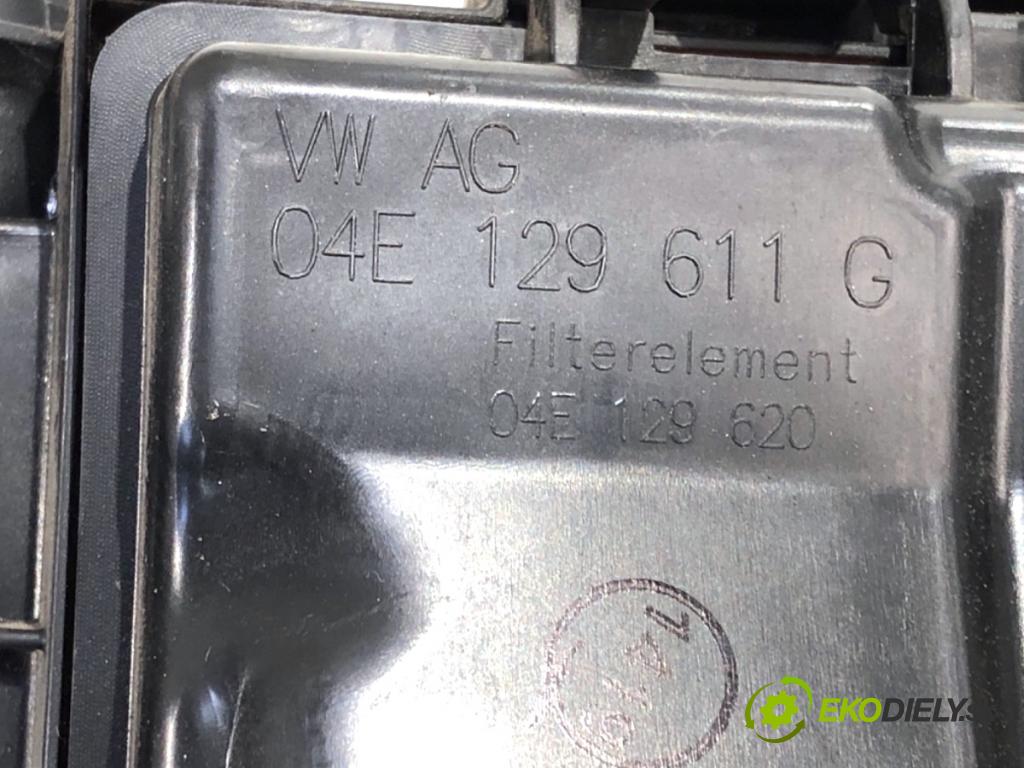 VW AG
04E 129 611 G
Filterelement
04E 129 620
EKODIELY.S